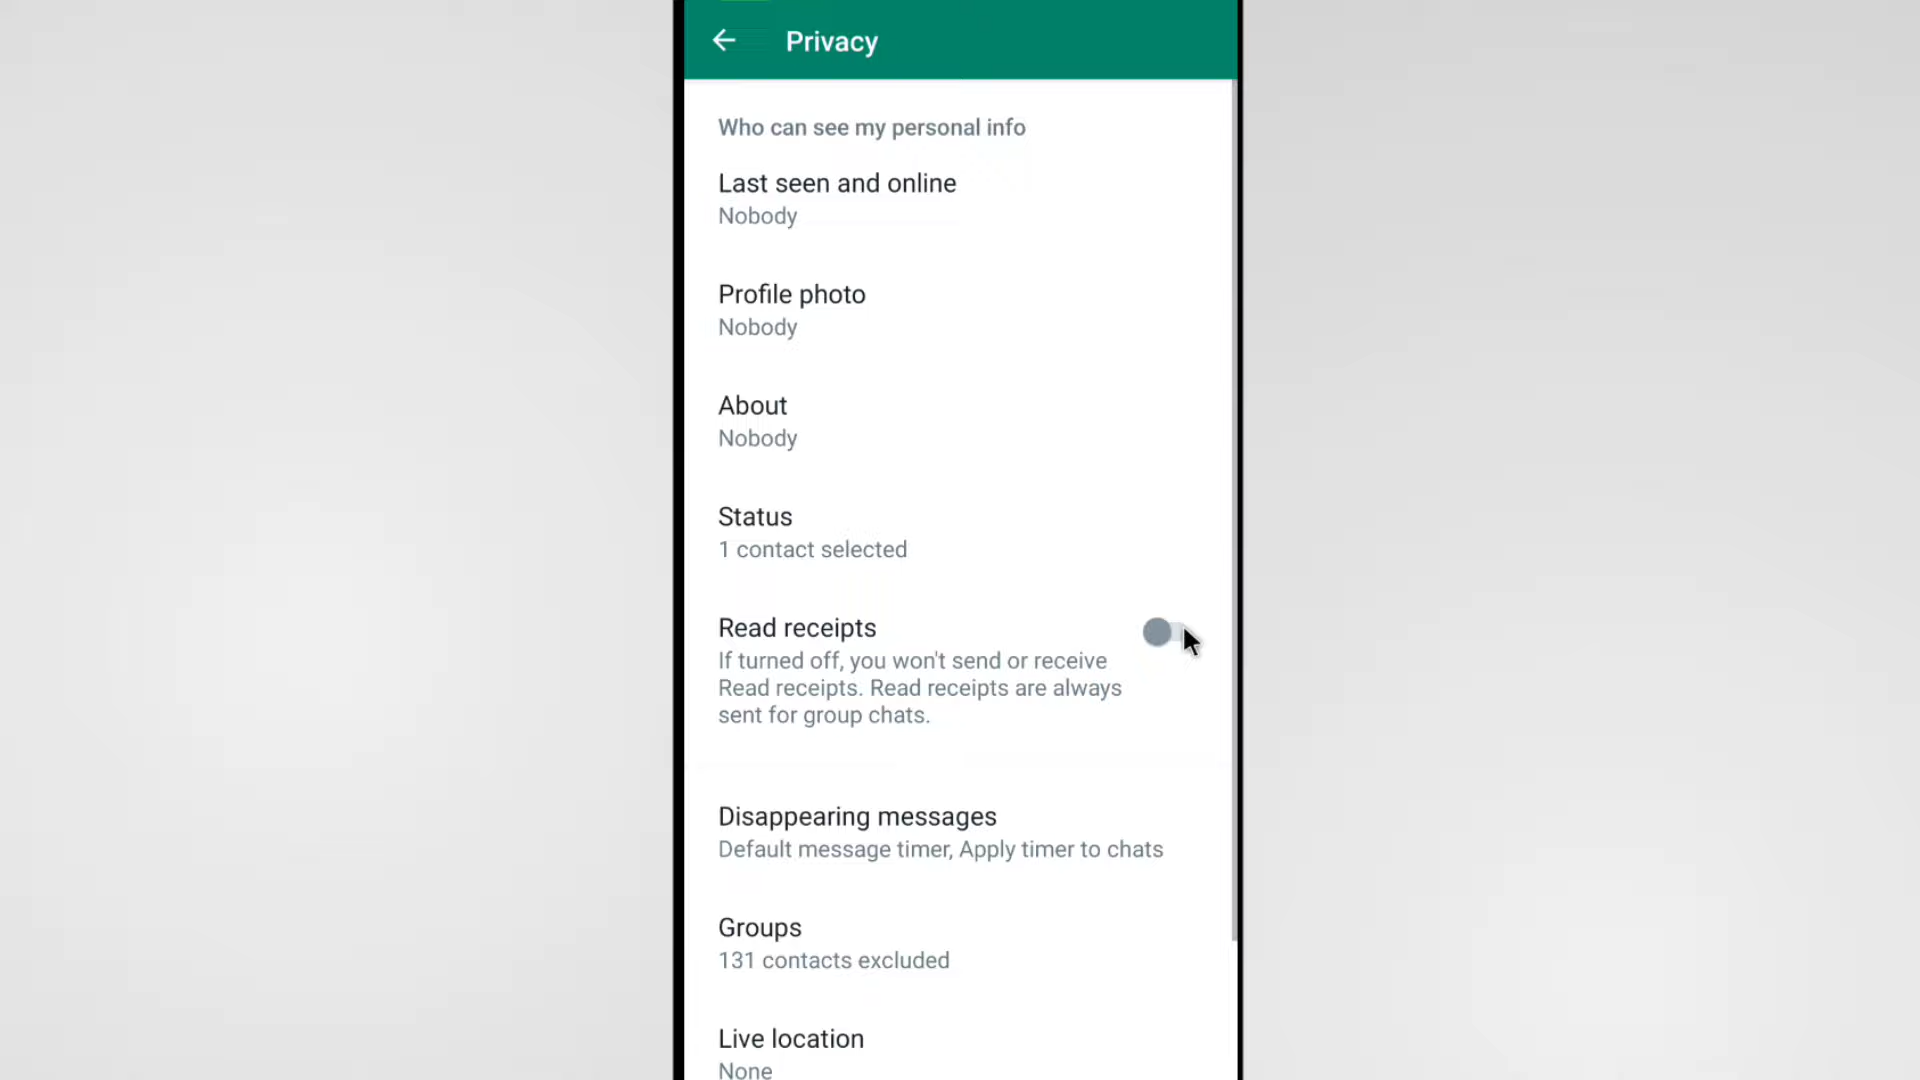 Privacy
Who can see my personal info
Last seen and online
Nobody
Profile photo
Nobody
About
Nobody
Status
1 contact selected
Read receipts
If turned off, you won't send or receive
Read receipts. Read receipts are always
sent for group chats.
Disappearing messages
Default message timer, Apply timer to chats
Groups
131 contacts excluded
Live location
None